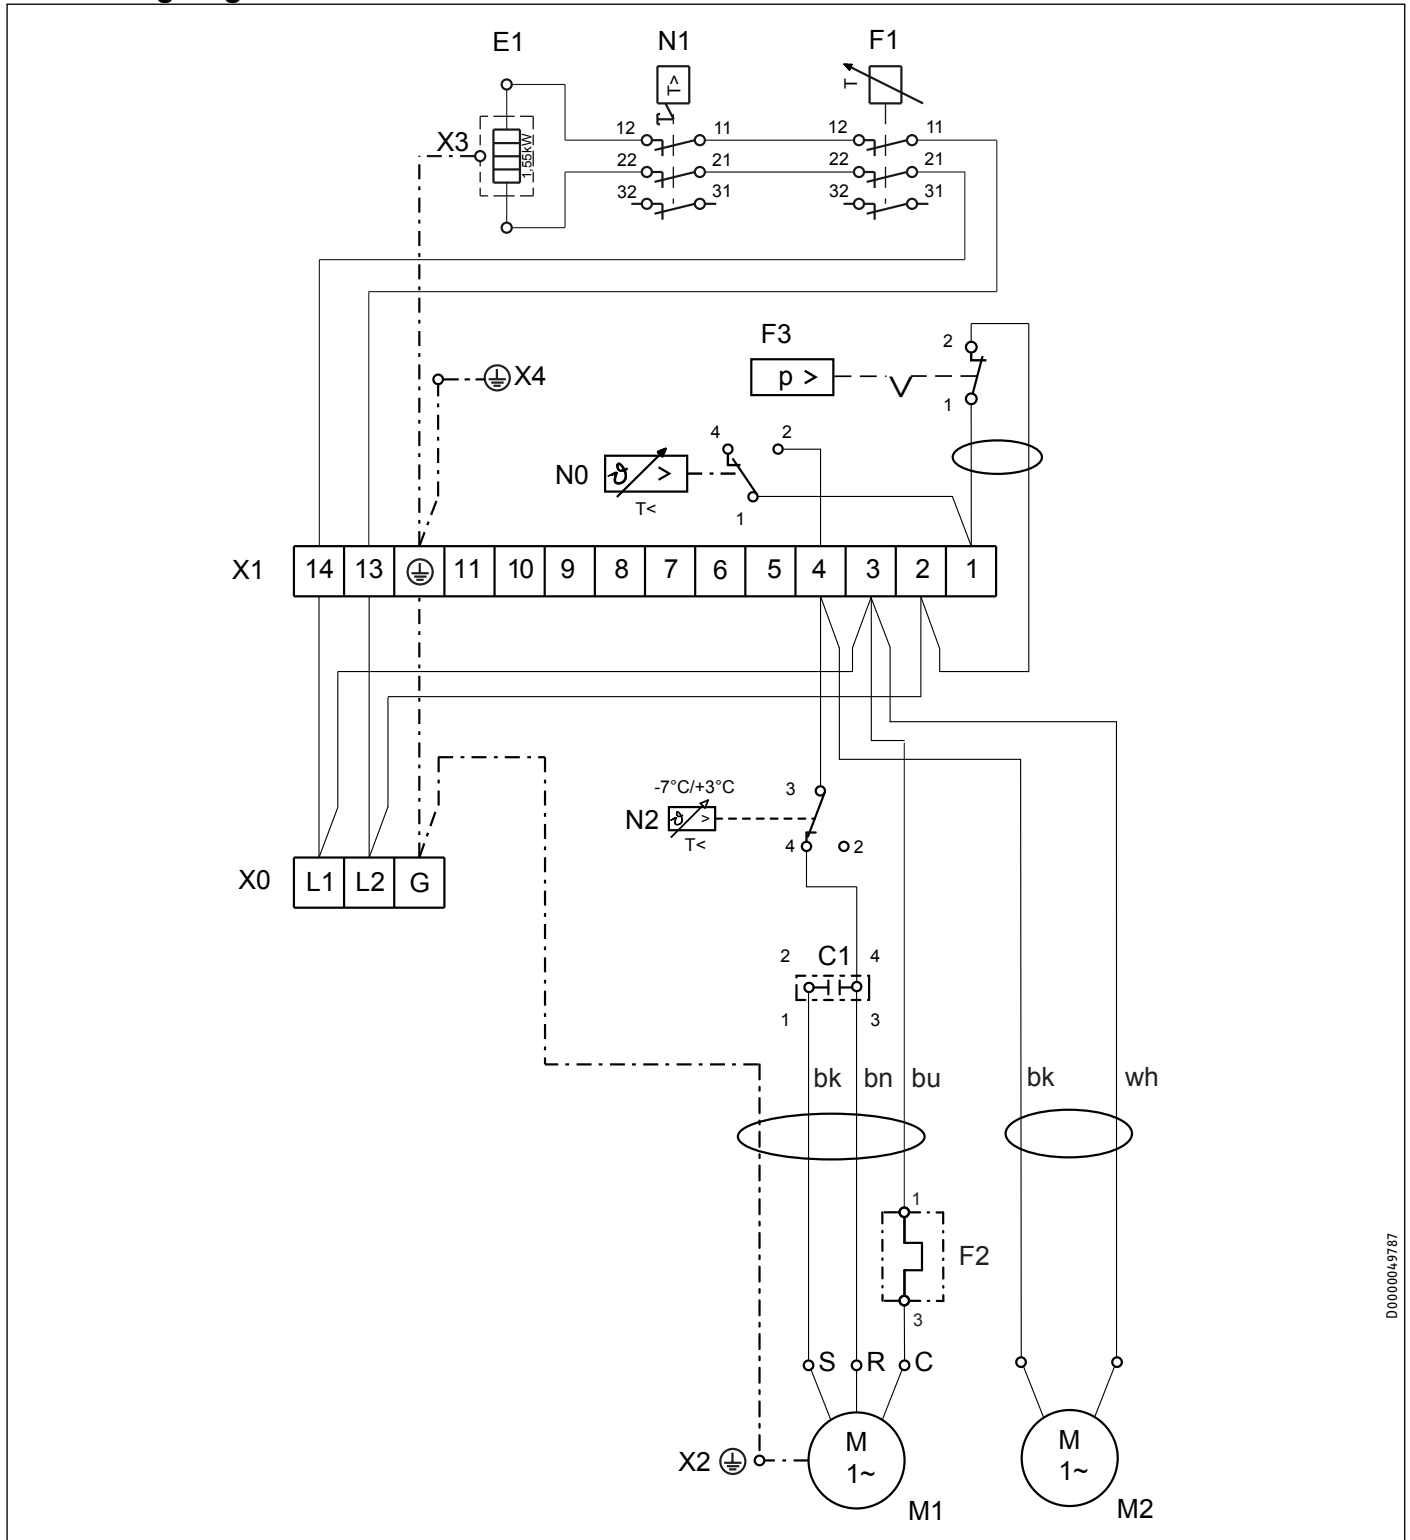 E1 N1 F1
T> T
12 11 12 11
X3
1,55kW
22 21 22 21
32 31 32 31
F3 2
p >
X4
1
4 2
N0 ϑ >
T<
1
X1 14 13 11 10 9 8 7 6 5 4 3 2 1
-7°C/+3°C 3
N2 ϑ >
T<
4 2
X0 L1 L2 G
2 C1 4
1 3
bk bn bu bk wh
1
F2
3
S R C
M M
1~ 1~
X2
M1 M2
D0000049787